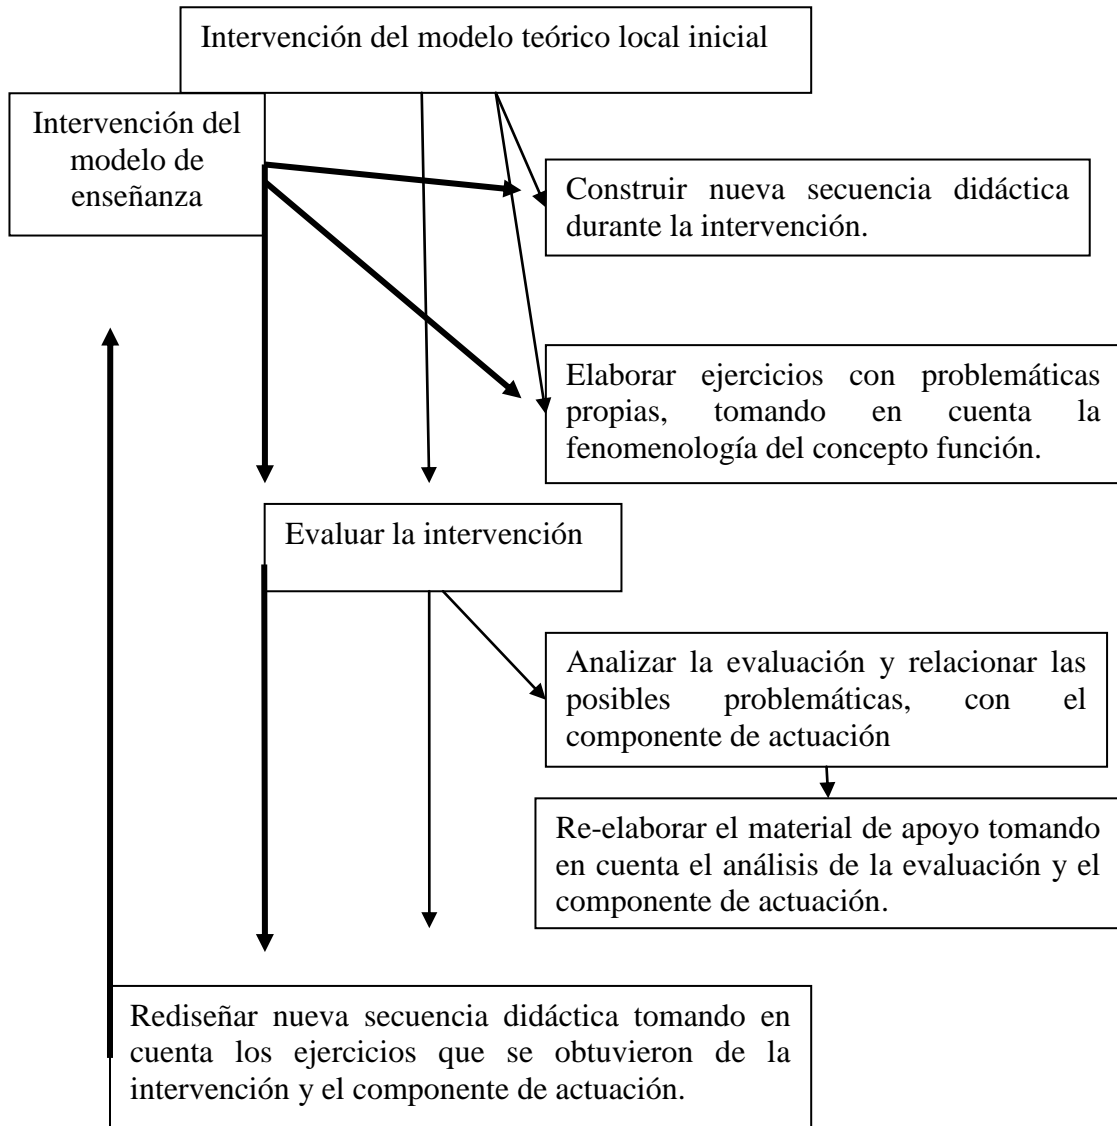 Intervención del modelo teórico local inicial
Intervención del
modelo de
enseñanza
Construir nueva secuencia didáctica
durante la intervención.
Elaborar ejercicios con problemáticas
propias, tomando en cuenta la
fenomenología del concepto función.
Evaluar la intervención
Analizar la evaluación y relacionar las
posibles problemáticas, con el
componente de actuación
Re-elaborar el material de apoyo tomando
en cuenta el análisis de la evaluación y el
componente de actuación.
Rediseñar nueva secuencia didáctica tomando en
cuenta los ejercicios que se obtuvieron de la
intervención y el componente de actuación.